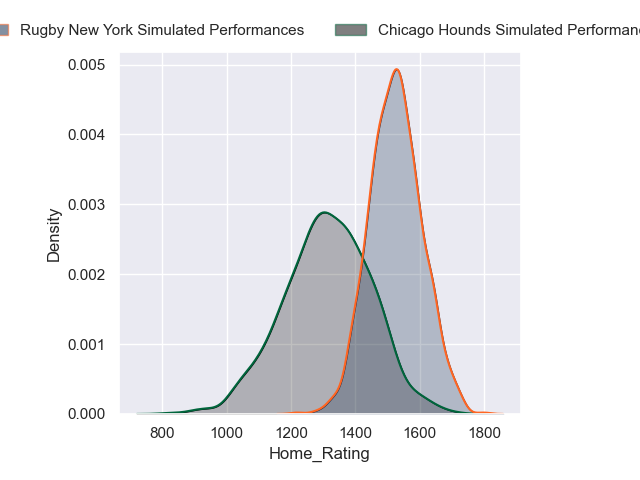 Rugby New York Simulated Performances
Chicago Hounds Simulated
0.005
0.004
0.003
0.002
0.001
0.000
Density
800 1000 1200 1400 1600 1800
Home_Rating